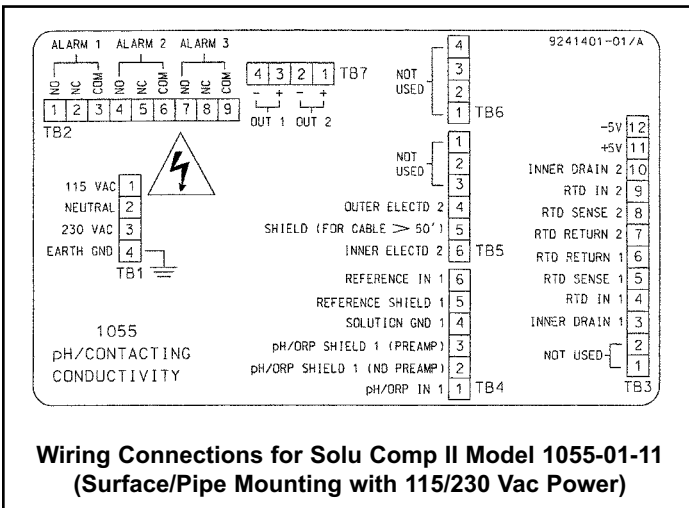 ALARM 1 ALARM 2 ALARM 3
NO NC COM NO NC COM NO NC COM
1 2 3 4 5 6 7 8 9
TB2
4 3 2 1 TB7
- + - +
OUT 1 OUT 2
115 VAC 1
NEUTRAL 2
230 VAC 3
EARTH GND 4
TB1
1055
pH/CONTACTING
CONDUCTIVITY
NOT USED
4
3
2
1
TB6
NOT USED
1
2
3
OUTER ELECTD 2 4
SHIELD (FOR CABLE > 50') 5
INNER ELECTD 2 6 TB5
REFERENCE IN 1 6
REFERENCE SHIELD 1 5
SOLUTION GND 1 4
pH/ORP SHIELD 1 (PREAMP) 3
pH/ORP SHIELD 1 (NO PREAMP) 2
pH/ORP IN 1 1 TB4
9241401-01/A
-5V 12
+5V 11
INNER DRAIN 2 10
RTD IN 2 9
RTD SENSE 2 8
RTD RETURN 2 7
RTD RETURN 1 6
RTD SENSE 1 5
RTD IN 1 4
INNER DRAIN 1 3
NOT USED 2
1
TB3
Wiring Connections for Solu Comp II Model 1055-01-11
(Surface/Pipe Mounting with 115/230 Vac Power)